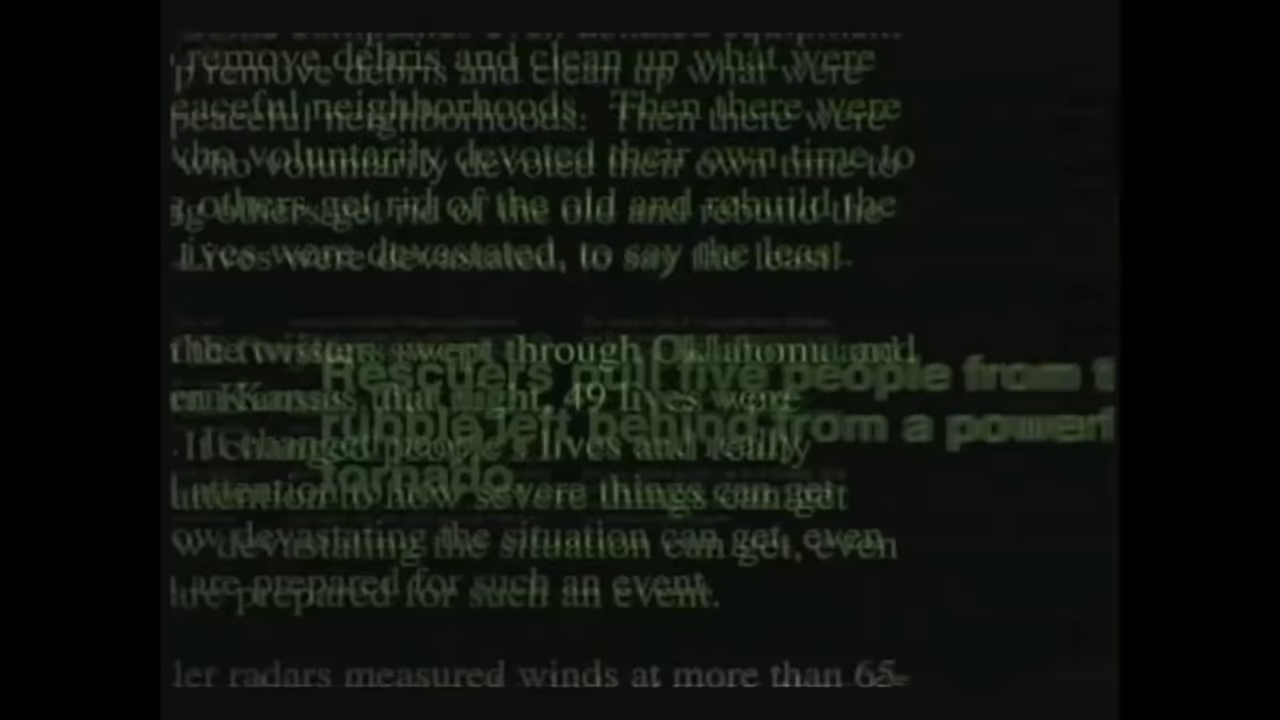 remove debris and clean up what were
peaceful neighborhoods. Then there were
who voluntarily devoted their own time to
others get rid of the old and rebuild the
Lives were devastated, to say the least.
the twisters swept through Oklahoma and
Kansas that night, 49 lives were
It changed people's lives and really
attention to how severe things can get
devastating the situation can get, even
are prepared for such an event.
radars measured winds at more than 65
Rescuers pull five people from
rubble left behind from a
tornado.